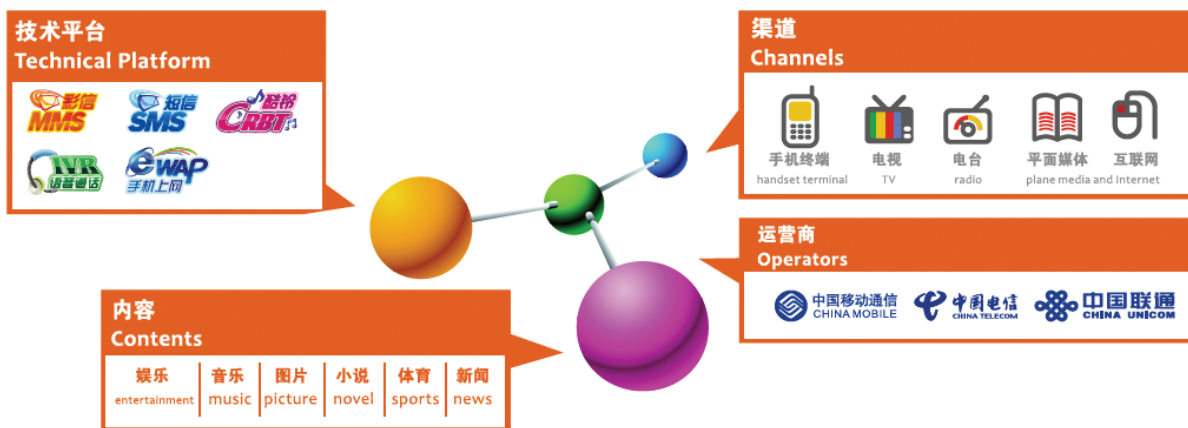 技术平台
Technical Platform
彩信
MMS
短信
SMS
酷铃
CRBT
IVR
语音通话
eWAP
手机上网
渠道
Channels
手机终端 电视 电台 平面媒体 互联网
handset terminal TV radio plane media and Internet
运营商
Operators
中国移动通信
CHINA MOBILE
中国电信
CHINA TELECOM
中国联通
CHINA UNICOM
内容
Contents
娱乐 音乐 图片 小说 体育 新闻
entertainment music picture novel sports news